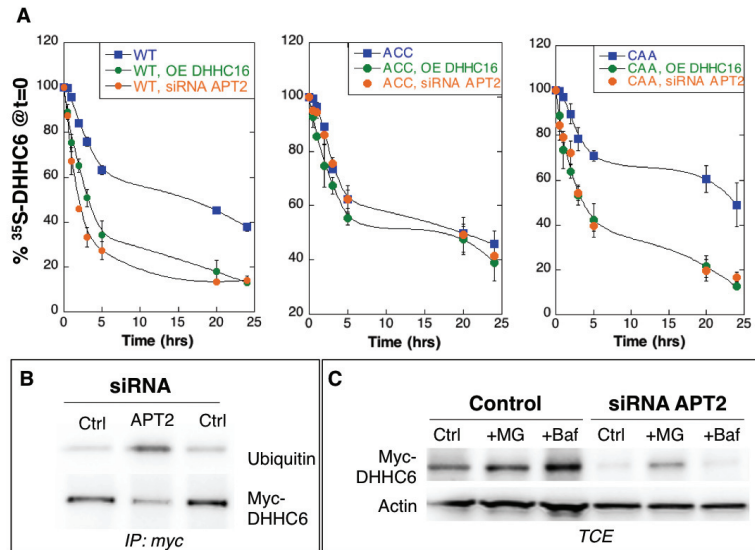 A
% ³⁵S-DHHC6 @t=0
120
100
80
60
40
20
0
WT
WT, OE DHHC16
WT, siRNA APT2
0 5 10 15 20 25
Time (hrs)
120
100
80
60
40
20
ACC
ACC, OE DHHC16
ACC, siRNA APT2
0 5 10 15 20 25
Time (hrs)
120
100
80
60
40
20
0
CAA
CAA, OE DHHC16
CAA, siRNA APT2
0 5 10 15 20 25
Time (hrs)
B
siRNA
Ctrl APT2 Ctrl
Ubiquitin
Myc-
DHHC6
IP: myc
C
Control siRNA APT2
Ctrl +MG +Baf Ctrl +MG +Baf
Myc-
DHHC6
Actin
TCE